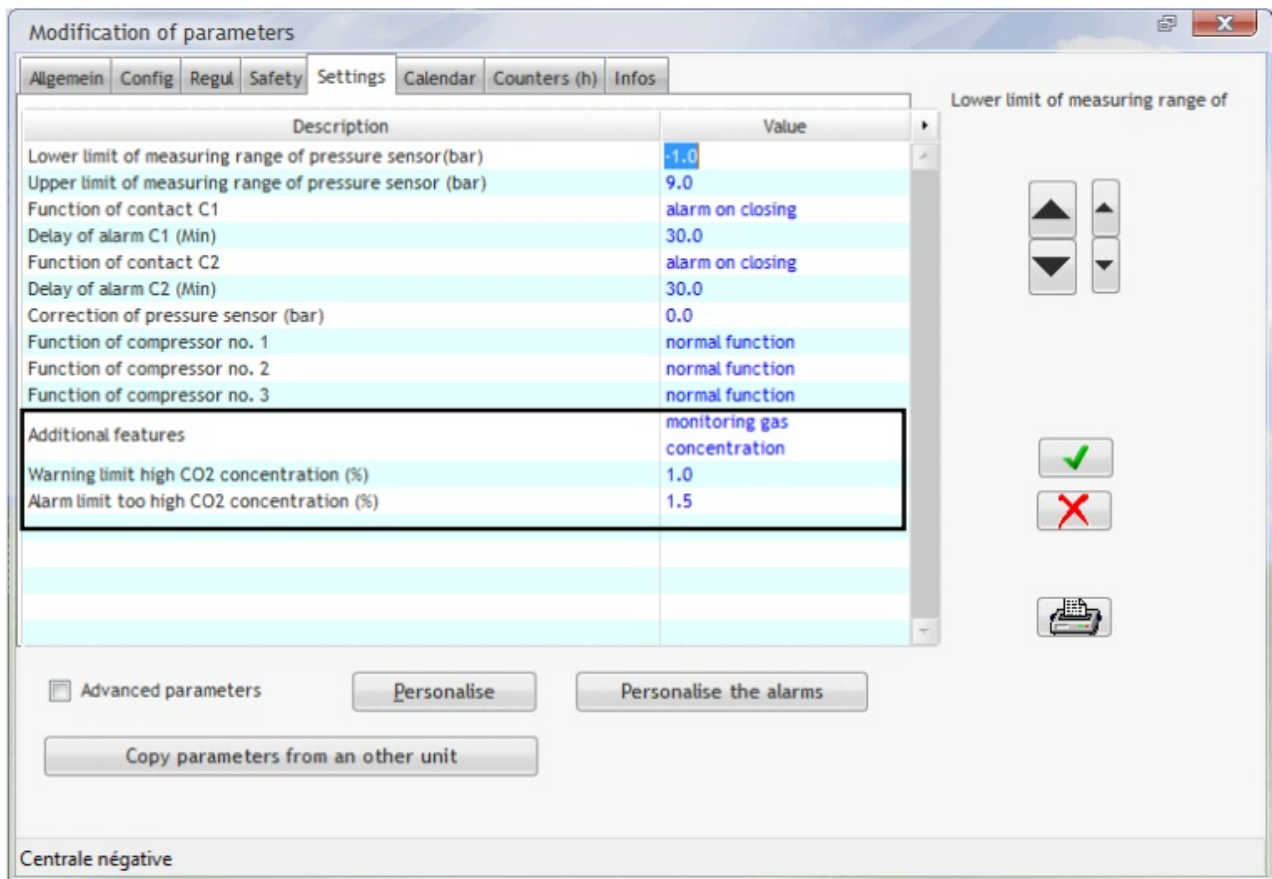 Modification of parameters
Allgemein Config Regul Safety Settings Calendar Counters (h) Infos
Lower limit of measuring range of
Description Value
Lower limit of measuring range of pressure sensor(bar) -1.0
Upper limit of measuring range of pressure sensor (bar) 9.0
Function of contact C1 alarm on closing
Delay of alarm C1 (Min) 30.0
Function of contact C2 alarm on closing
Delay of alarm C2 (Min) 30.0
Correction of pressure sensor (bar) 0.0
Function of compressor no. 1 normal function
Function of compressor no. 2 normal function
Function of compressor no. 3 normal function
Additional features monitoring gas
concentration
Warning limit high CO2 concentration (%) 1.0
Alarm limit too high CO2 concentration (%) 1.5
Advanced parameters Personalise Personalise the alarms
Copy parameters from an other unit
Centrale négative